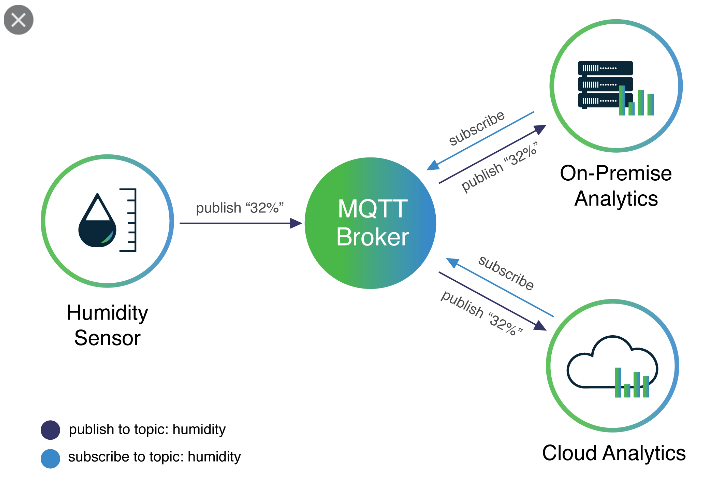 subscribe
publish "32%"
On-Premise
Analytics
publish "32%"
MQTT
Broker
Humidity
Sensor
subscribe
publish "32%"
Cloud Analytics
publish to topic: humidity
subscribe to topic: humidity